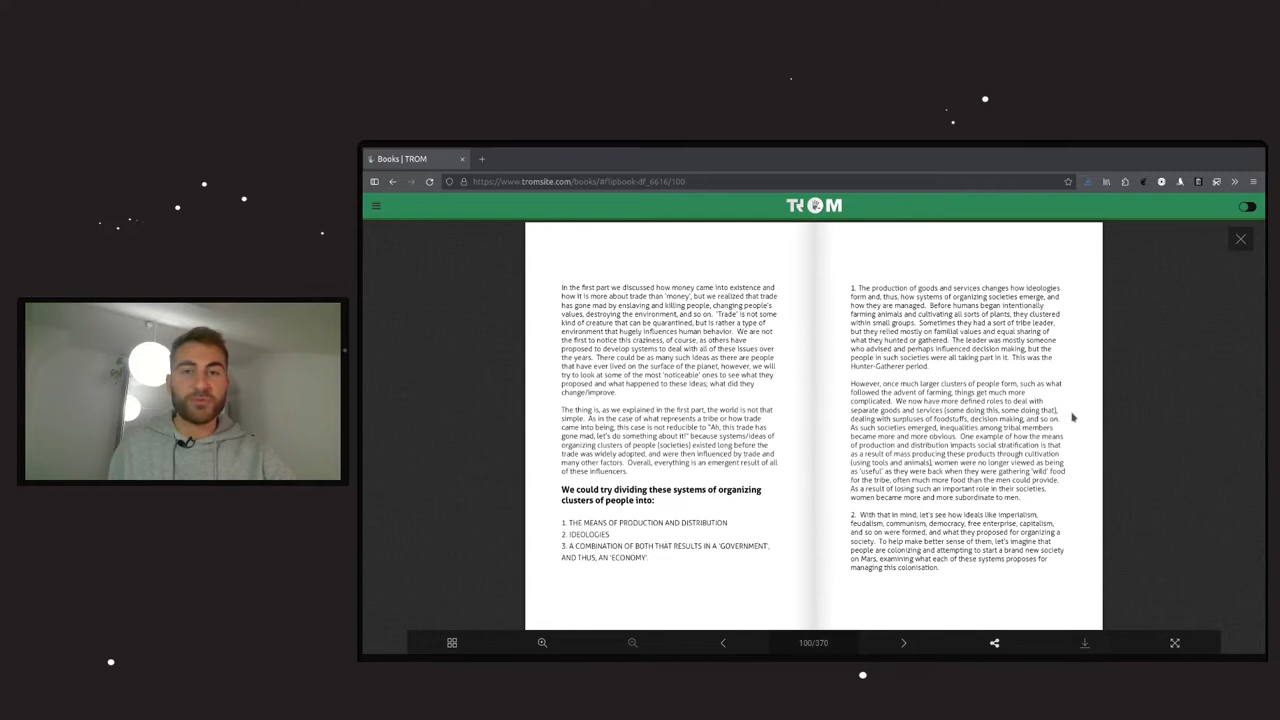 Books | TROM
https://www.tromsite.com/books/#flipbook-df_6616/100
TROM
In the first part we discussed how money came into existence and
how it is more about trade than 'money', but we realized that trade
has gone mad by enslaving and killing people, changing people's
values, destroying the environment, and so on. 'Trade' is not some
kind of creature that can be quarantined, but is rather a type of
environment that hugely influences human behavior. We are not
the first to notice this craziness, of course, as others have
proposed to develop systems to deal with all of these issues over
the years. There could be as many such ideas as there are people
that have ever lived on the surface of the planet, however, we will
try to look at some of the most 'noticeable' ones to see what they
proposed and what happened to these ideas; what did they
change/improve.
The thing is, as we explained in the first part, the world is not that
simple. As in the case of what represents a tribe or how trade
came into being, this case is not reducible to "Ah, this trade has
gone mad, let's do something about it!" because systems/ideas of
organizing clusters of people (societies) existed long before the
trade was widely adopted, and were then influenced by trade and
many other factors. Overall, everything is an emergent result of all
of these influencers.
We could try dividing these systems of organizing
clusters of people into:
1. THE MEANS OF PRODUCTION AND DISTRIBUTION
2. IDEOLOGIES
3. A COMBINATION OF BOTH THAT RESULTS IN A 'GOVERNMENT',
AND THUS, AN 'ECONOMY'.
1. The production of goods and services changes how ideologies
form and, thus, how systems of organizing societies emerge, and
how they are managed. Before humans began intentionally
farming animals and cultivating all sorts of plants, they clustered
within small groups. Sometimes they had a sort of tribe leader,
but they relied mostly on familial values and equal sharing of
what they hunted or gathered. The leader was mostly someone
who advised and perhaps influenced decision making, but the
people in such societies were all taking part in it. This was the
Hunter-Gatherer period.
However, once much larger clusters of people form, such as what
followed the advent of farming, things get much more
complicated. We now have more defined roles to deal with
separate goods and services (some doing this, some doing that),
dealing with surpluses of foodstuffs, decision making, and so on.
As such societies emerged, inequalities among tribal members
became more and more obvious. One example of how the means
of production and distribution impacts social stratification is that
as a result of mass producing these products through cultivation
(using tools and animals), women were no longer viewed as being
as 'useful' as they were back when they were gathering 'wild' food
for the tribe, often much more food than the men could provide.
As a result of losing such an important role in their societies,
women became more and more subordinate to men.
2. With that in mind, let's see how ideals like imperialism,
feudalism, communism, democracy, free enterprise, capitalism,
and so on were formed, and what they proposed for organizing a
society. To help make better sense of them, let's imagine that
people are colonizing and attempting to start a brand new society
on Mars, examining what each of these systems proposes for
managing this colonisation.
100/370